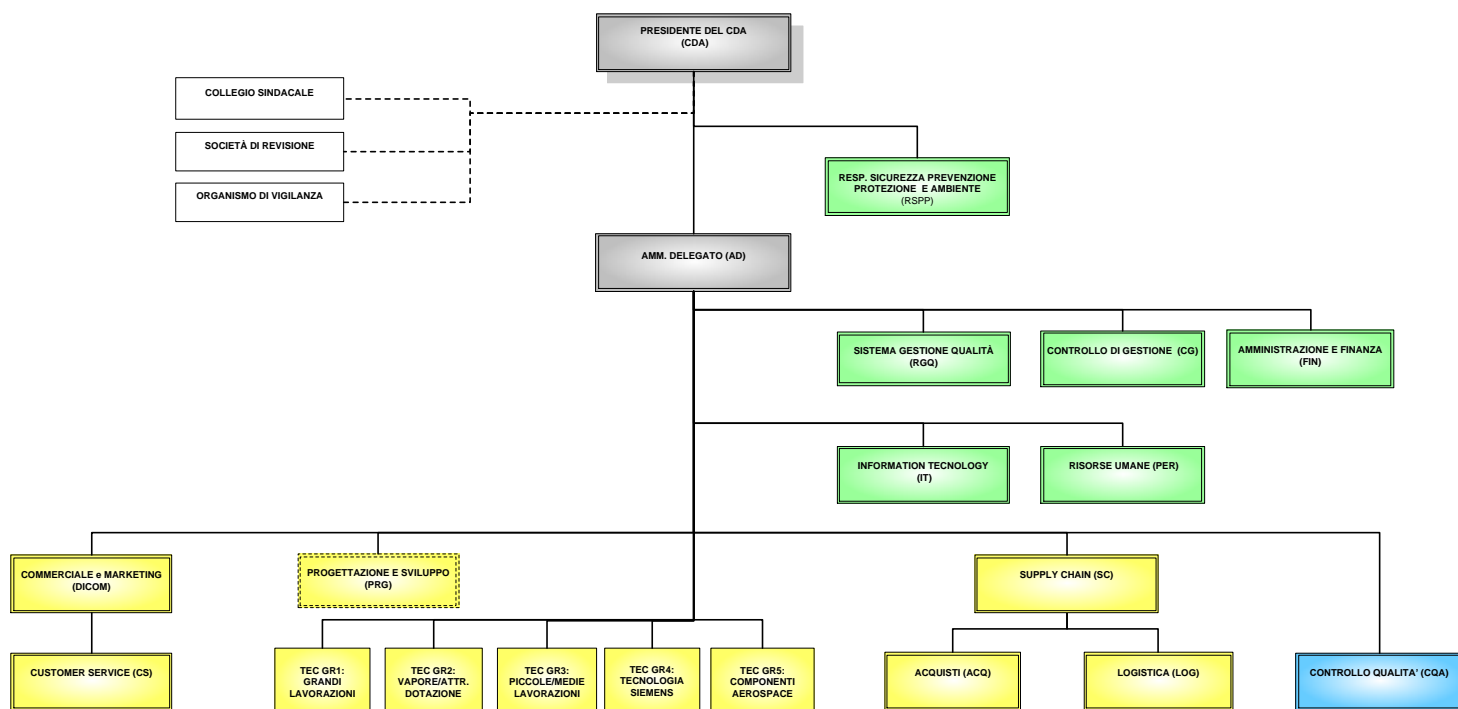 PRESIDENTE DEL CDA
(CDA)
COLLEGIO SINDACALE
SOCIETÀ DI REVISIONE
ORGANISMO DI VIGILANZA
RESP. SICUREZZA PREVENZIONE
PROTEZIONE E AMBIENTE
(RSPP)
AMM. DELEGATO (AD)
SISTEMA GESTIONE QUALITÀ
(RGQ)
CONTROLLO DI GESTIONE (CG)
AMMINISTRAZIONE E FINANZA
(FIN)
INFORMATION TECNOLOGY
(IT)
RISORSE UMANE (PER)
COMMERCIALE e MARKETING
(DICOM)
PROGETTAZIONE E SVILUPPO
(PRG)
SUPPLY CHAIN (SC)
CUSTOMER SERVICE (CS)
TEC GR1:
GRANDI
LAVORAZIONI
TEC GR2:
VAPORE/ATTR.
DOTAZIONE
TEC GR3:
PICCOLE/MEDIE
LAVORAZIONI
TEC GR4:
TECNOLOGIA
SIEMENS
TEC GR5:
COMPONENTI
AEROSPACE
ACQUISTI (ACQ)
LOGISTICA (LOG)
CONTROLLO QUALITA' (CQA)